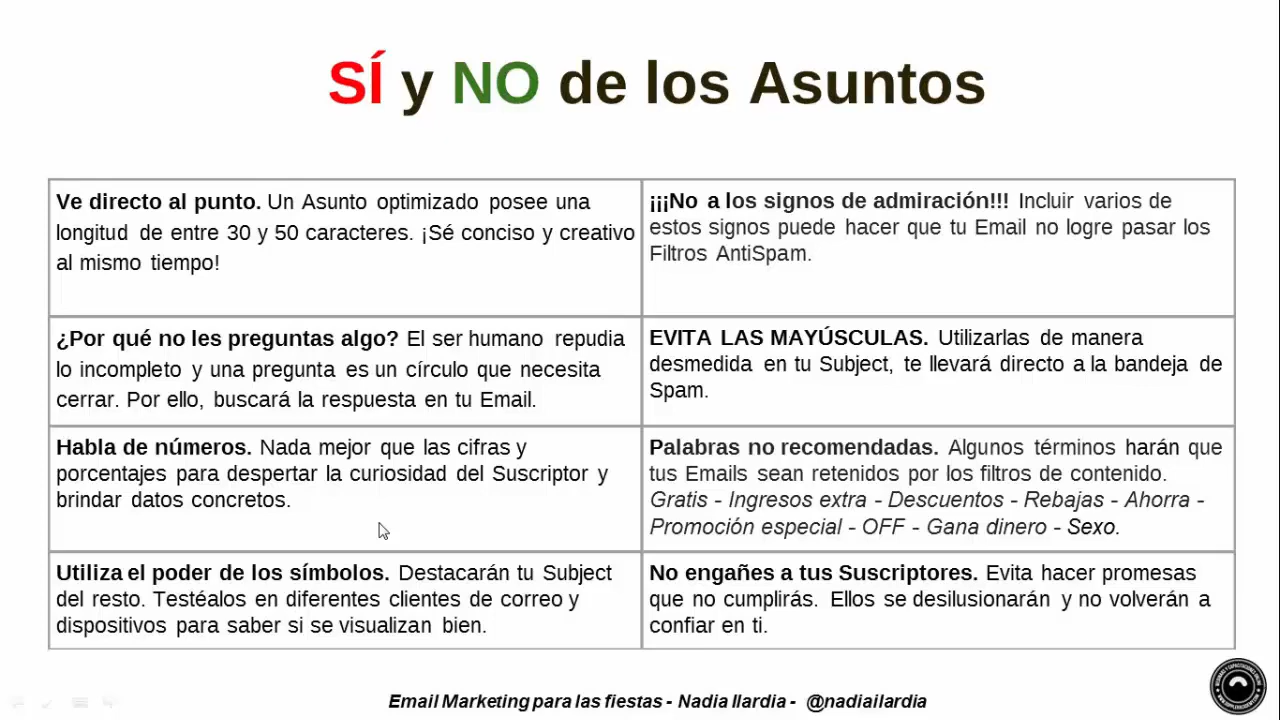 SÍ y NO de los Asuntos
Ve directo al punto. Un Asunto optimizado posee una
longitud de entre 30 y 50 caracteres. ¡Sé conciso y creativo
al mismo tiempo!
¡¡¡No a los signos de admiración!!! Incluir varios de
estos signos puede hacer que tu Email no logre pasar los
Filtros AntiSpam.
¿Por qué no les preguntas algo? El ser humano repudia
lo incompleto y una pregunta es un círculo que necesita
cerrar. Por ello, buscará la respuesta en tu Email.
EVITA LAS MAYÚSCULAS. Utilizarlas de manera
desmedida en tu Subject, te llevará directo a la bandeja de
Spam.
Habla de números. Nada mejor que las cifras y
porcentajes para despertar la curiosidad del Suscriptor y
brindar datos concretos.
Palabras no recomendadas. Algunos términos harán que
tus Emails sean retenidos por los filtros de contenido.
Gratis - Ingresos extra - Descuentos - Rebajas - Ahorra -
Promoción especial - OFF - Gana dinero - Sexo.
Utiliza el poder de los símbolos. Destacarán tu Subject
del resto. Testéalos en diferentes clientes de correo y
dispositivos para saber si se visualizan bien.
No engañes a tus Suscriptores. Evita hacer promesas
que no cumplirás. Ellos se desilusionarán y no volverán a
confiar en ti.
Email Marketing para las fiestas - Nadia Ilardia - @nadiailardia